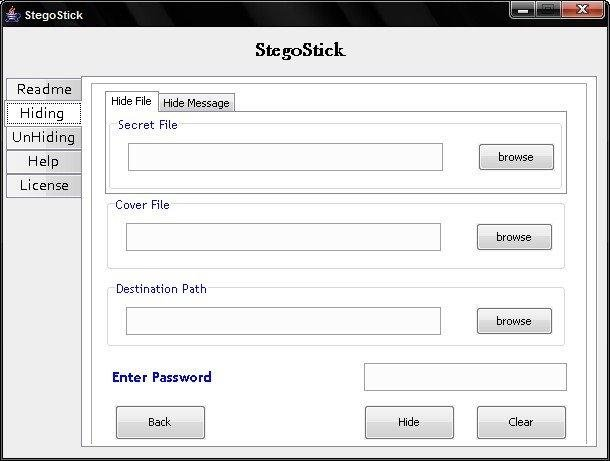 StegoStick
StegoStick
Readme
Hiding
UnHiding
Help
License
Hide File
Hide Message
Secret File
browse
Cover File
browse
Destination Path
browse
Enter Password
Back
Hide
Clear